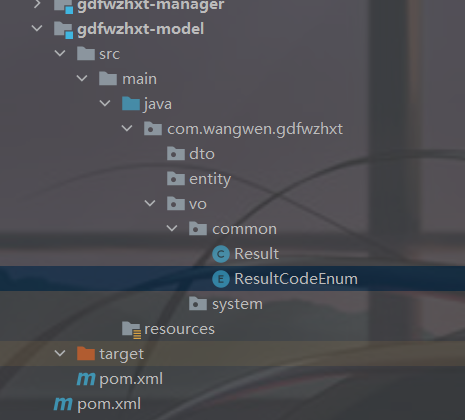 gdfwzhxt-manager
gdfwzhxt-model
src
main
java
com.wangwen.gdfwzhxt
dto
entity
vo
common
C Result
E ResultCodeEnum
system
resources
target
m pom.xml
m pom.xml